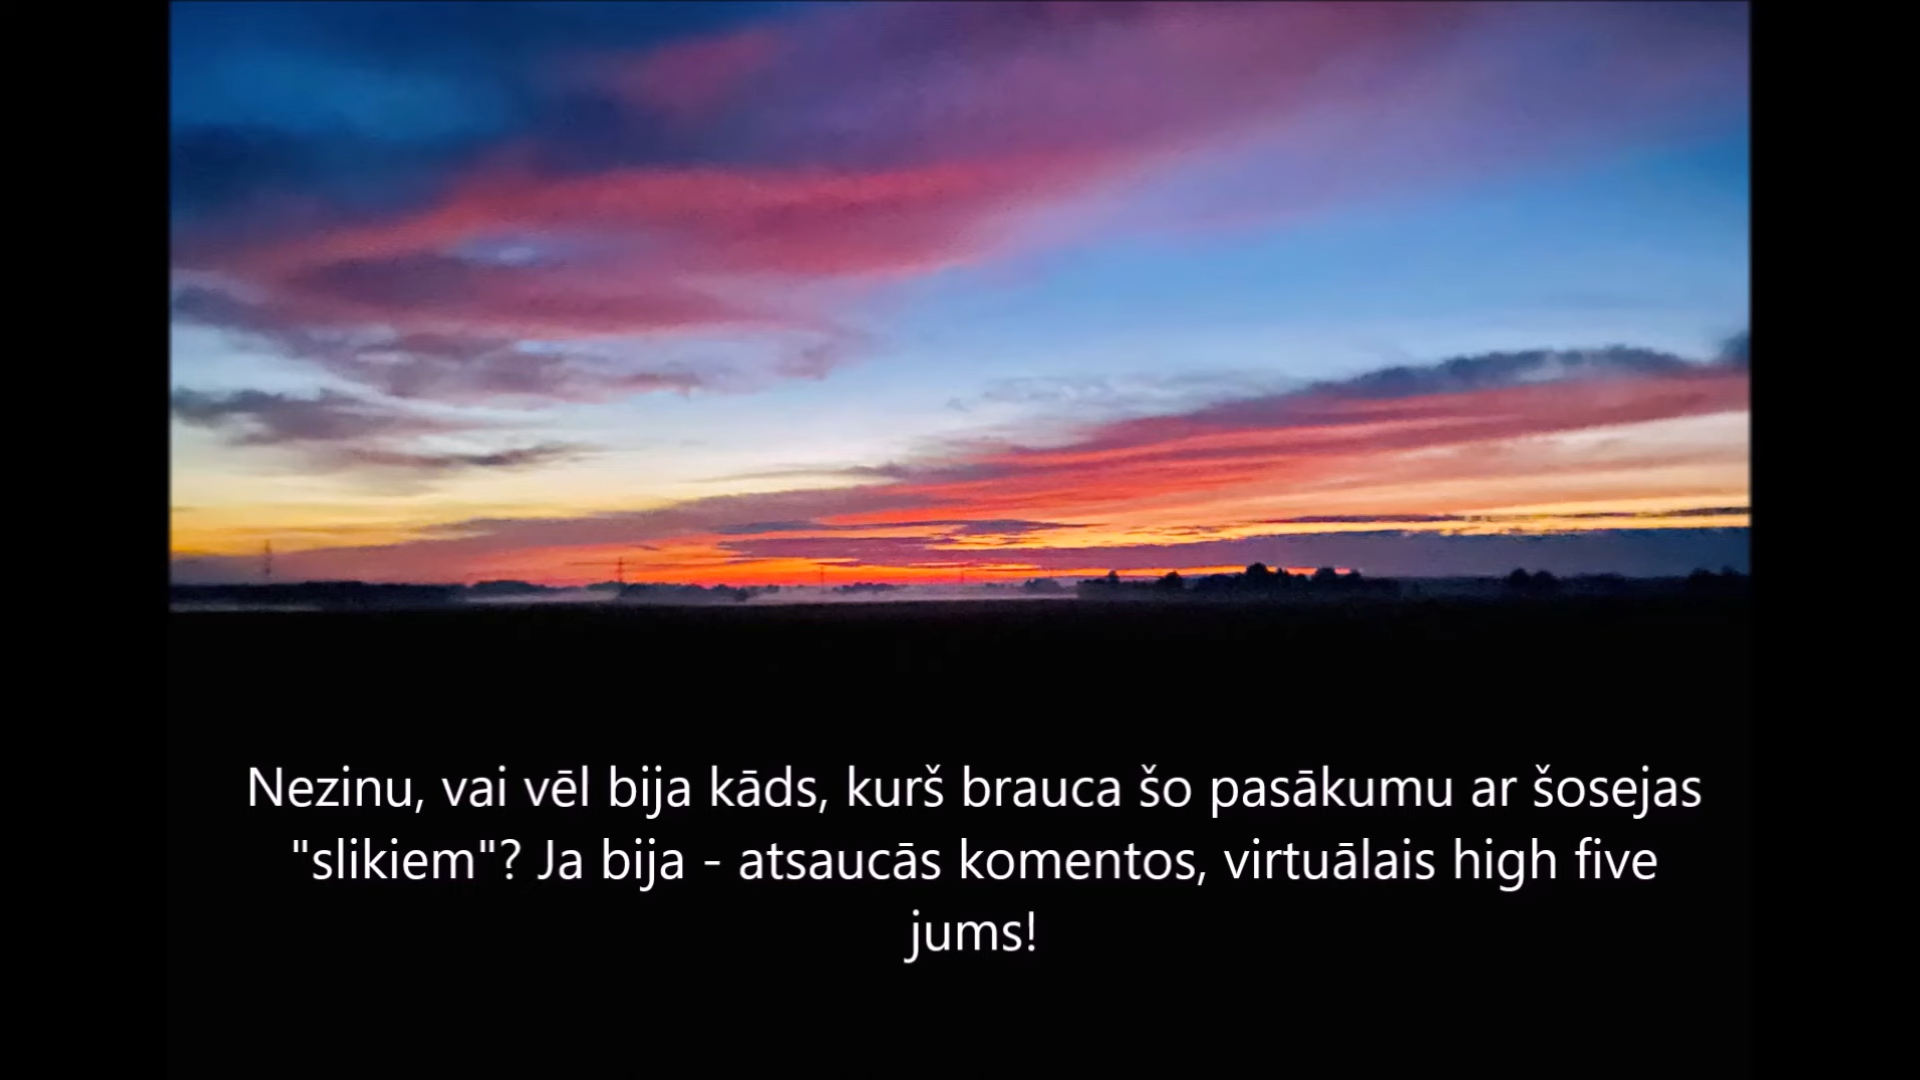 Nezinu, vai vēl bija kāds, kurš brauca šo pasākumu ar šosejas
"slikiem"? Ja bija - atsaucās komentos, virtuālais high five
jums!